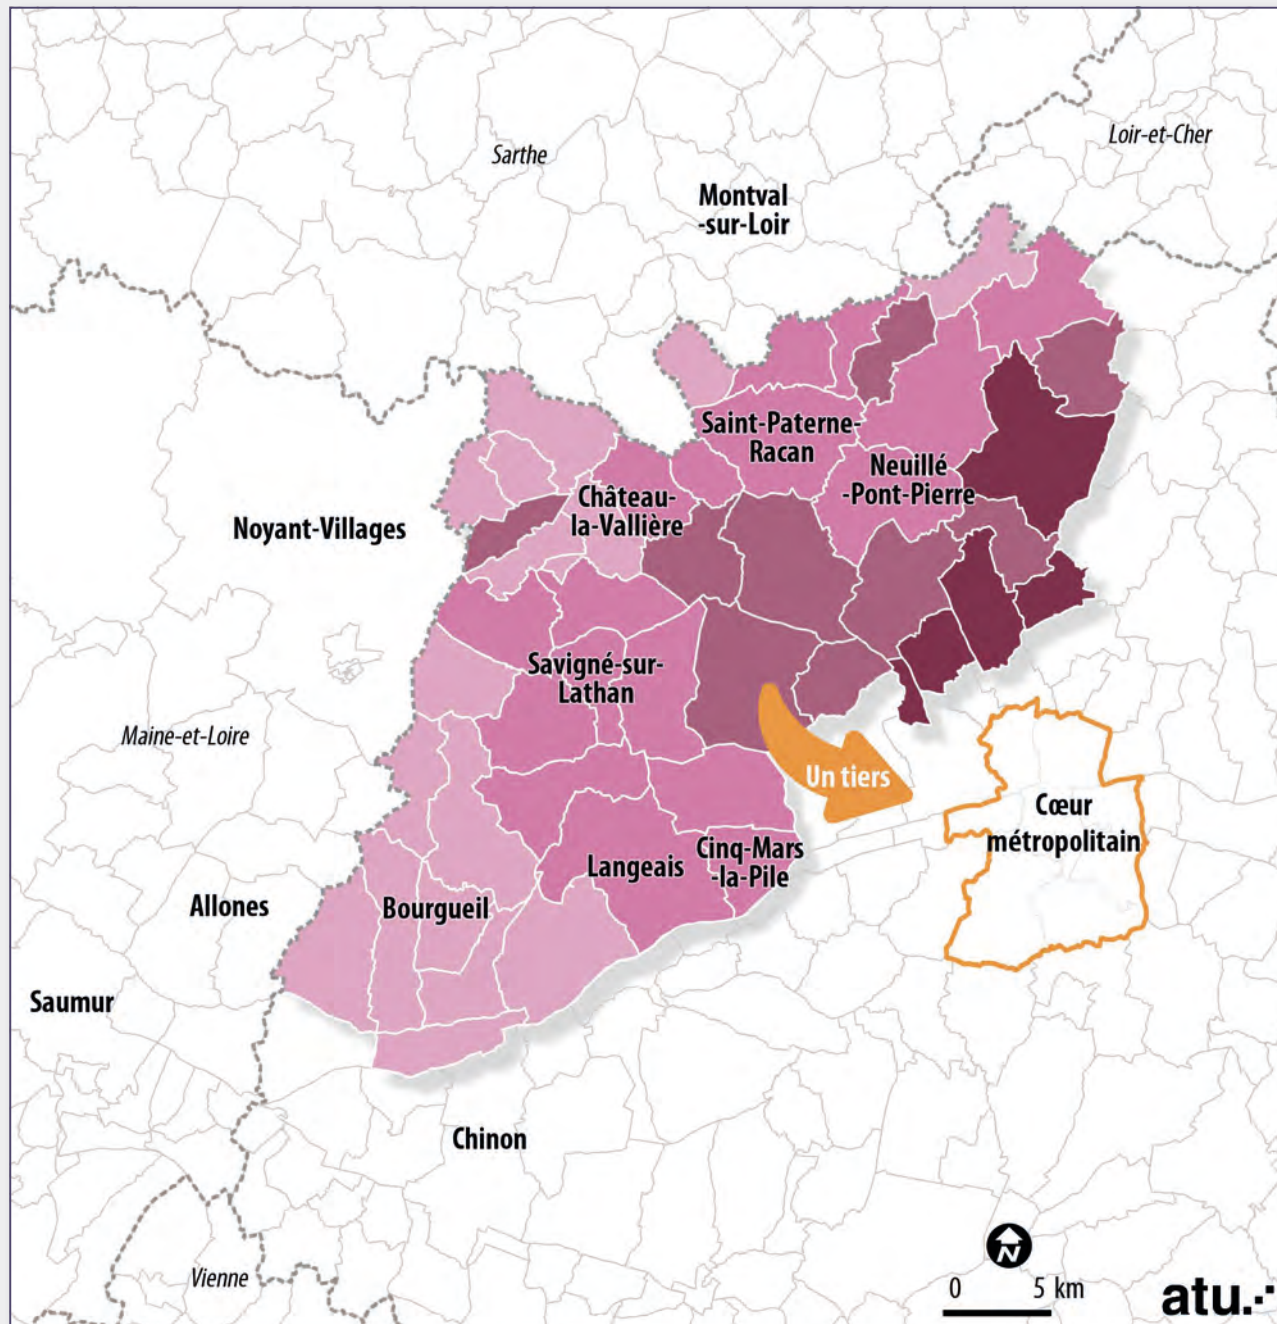 Sarthe
Loir-et-Cher
Montval
-sur-Loir
Saint-Paterne-
Racan
Neuillé
-Pont-Pierre
Château-
la-Vallière
Noyant-Villages
Savigné-sur-
Lathan
Maine-et-Loire
Un tiers
Cœur
métropolitain
Langeais
Cinq-Mars
-la-Pile
Allones
Bourgueil
Saumur
Chinon
Vienne
N
0 5 km
atu.